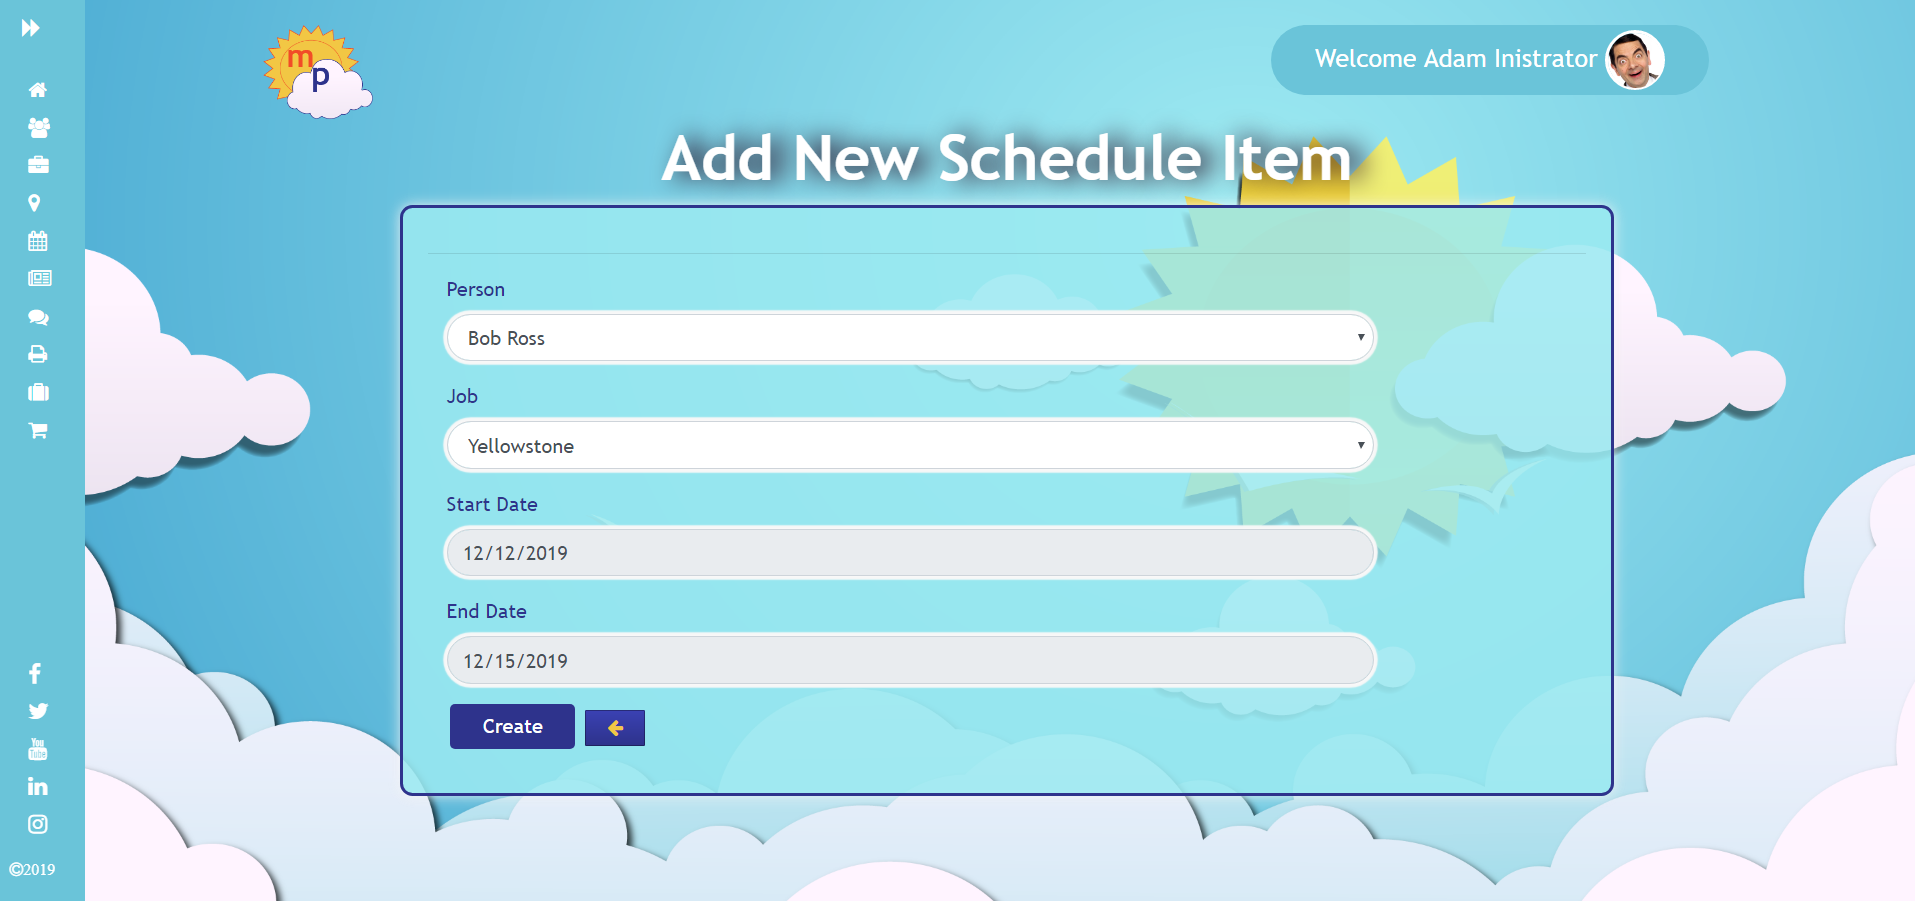 mp
Welcome Adam Inistrator
Add New Schedule Item
Person
Bob Ross
Job
Yellowstone
Start Date
12/12/2019
End Date
12/15/2019
Create
You
Tube
©2019